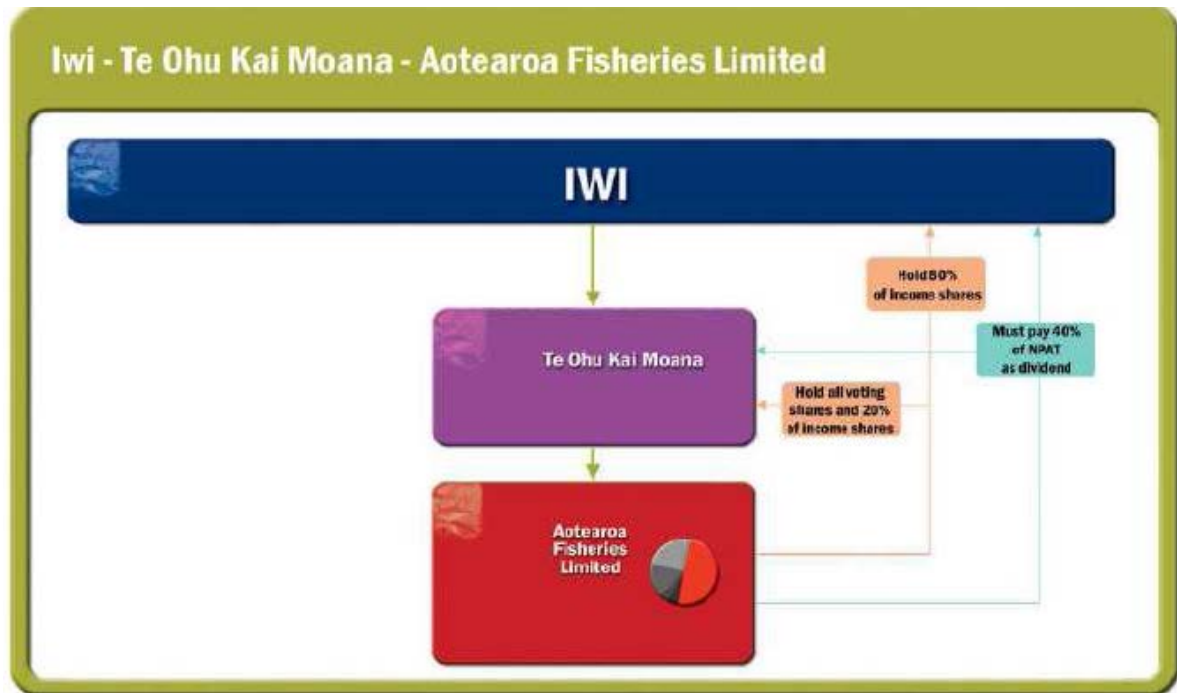 Iwi - Te Ohu Kai Moana - Aotearoa Fisheries Limited
IWI
Hold 80%
of income shares
Must pay 40%
of NPAT
as dividend
Te Ohu Kai Moana
Hold all voting
shares and 20%
of income shares
Aotearoa
Fisheries
Limited